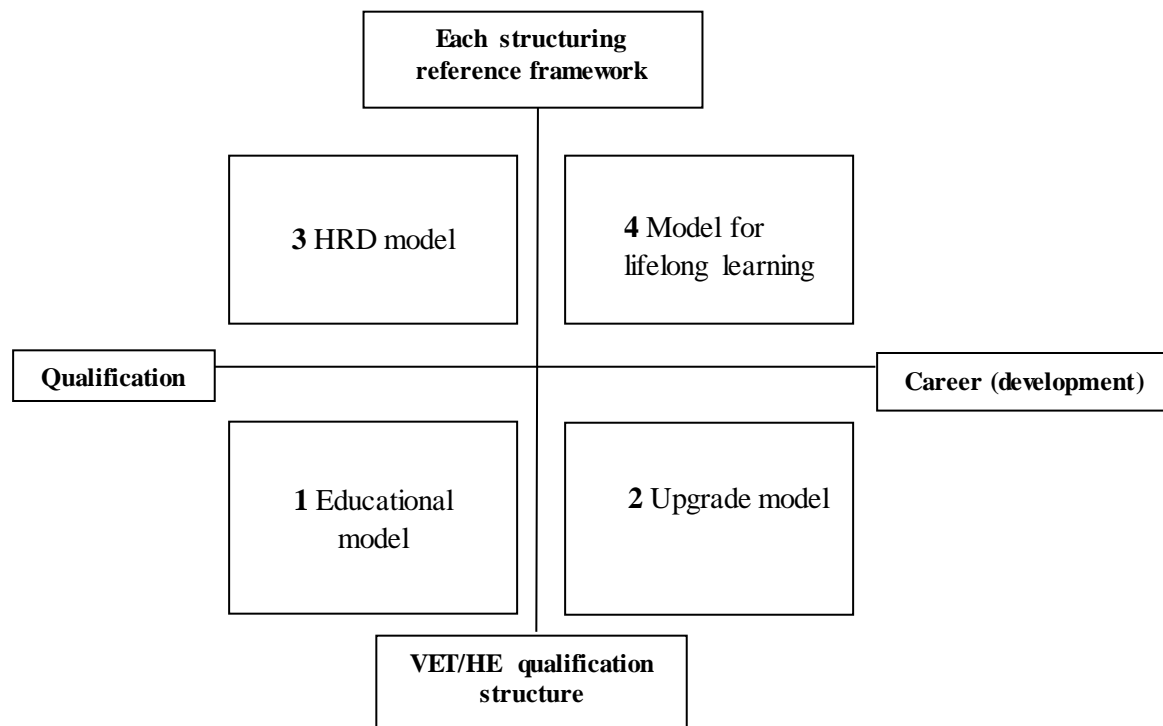 Each structuring
reference framework
3 HRD model
4 Model for
lifelong learning
Qualification
Career (development)
1 Educational
model
2 Upgrade model
VET/HE qualification
structure